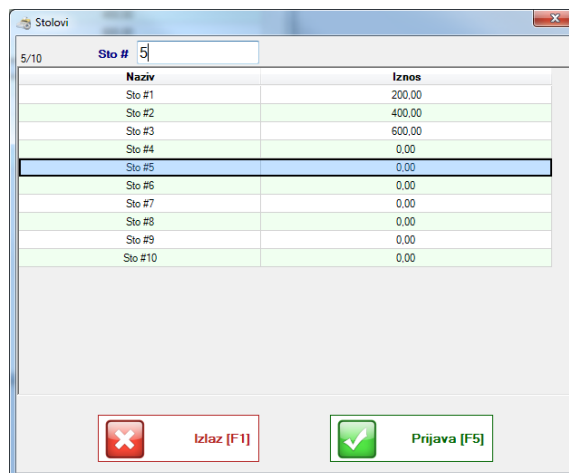 Stolovi
5/10 Sto # 5
Naziv Iznos
Sto #1 200,00
Sto #2 400,00
Sto #3 600,00
Sto #4 0,00
Sto #5 0,00
Sto #6 0,00
Sto #7 0,00
Sto #8 0,00
Sto #9 0,00
Sto #10 0,00
Izlaz [F1] Prijava [F5]